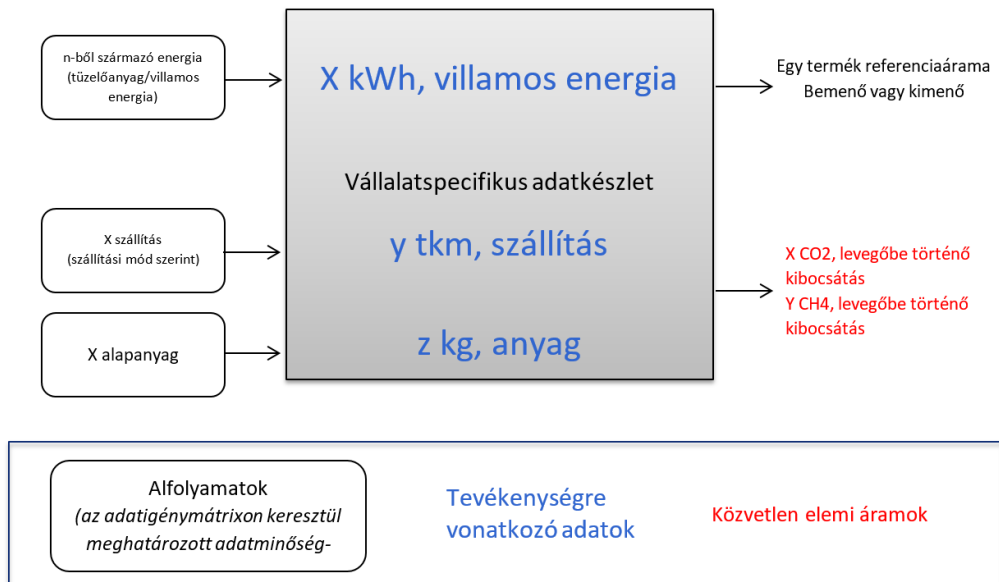 n-ből származó energia
(tüzelőanyag/villamos
energia)
X kWh, villamos energia
Egy termék referenciaárama
Bemenő vagy kimenő
Vállalatspecifikus adatkészlet
X szállítás
(szállítási mód szerint)
y tkm, szállítás
X CO2, levegőbe történő
kibocsátás
Y CH4, levegőbe történő
kibocsátás
X alapanyag
z kg, anyag
Alfolyamatok
(az adatigénymátrixon keresztül
meghatározott adatminőség-
Tevékenységre
vonatkozó adatok
Közvetlen elemi áramok